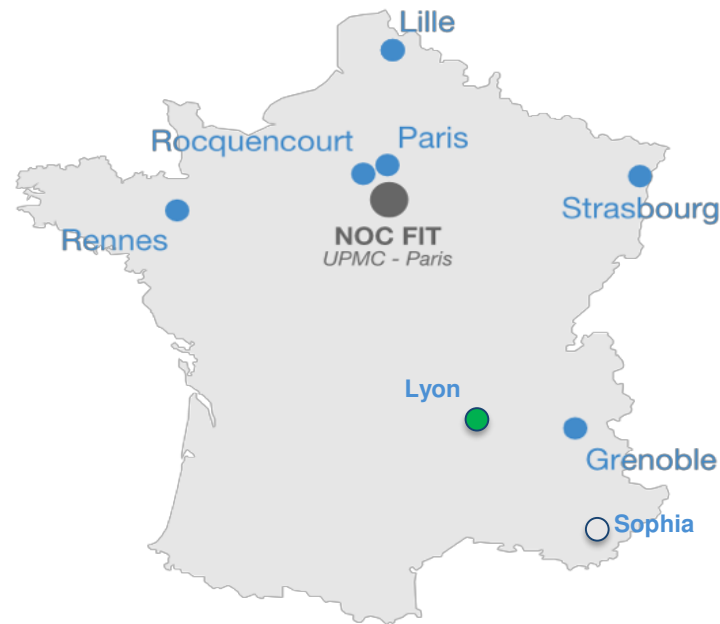 Lille
Rocquencourt
Paris
Strasbourg
Rennes
NOC FIT
UPMC - Paris
Lyon
Grenoble
Sophia